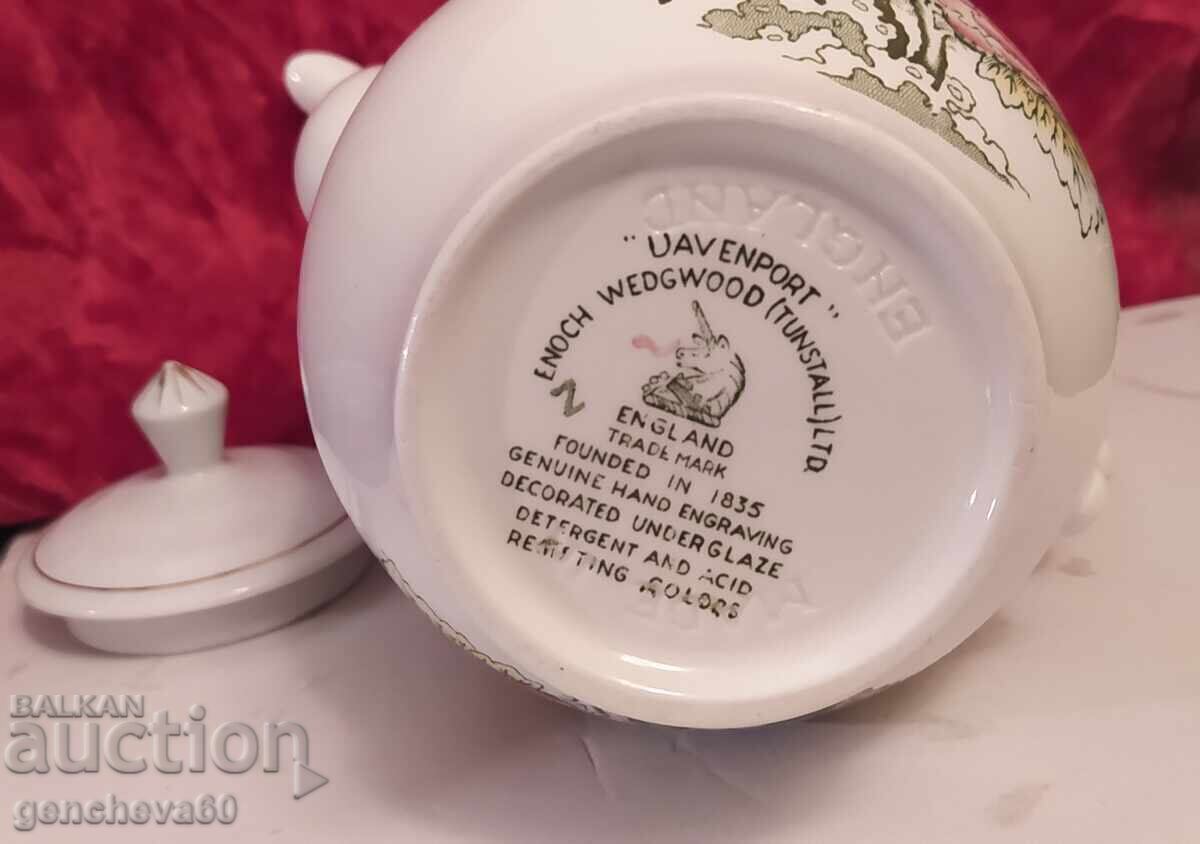 ENGLAND
"DAVENPORT"
ENOCH WEDGWOOD (TUNSTALL) LTD.
N
ENGLAND
TRADE MARK
FOUNDED IN 1835
GENUINE HAND ENGRAVING
DECORATED UNDERGLAZE
DETERGENT AND ACID
RESISTING COLORS
BALKAN
auction
gencheva60